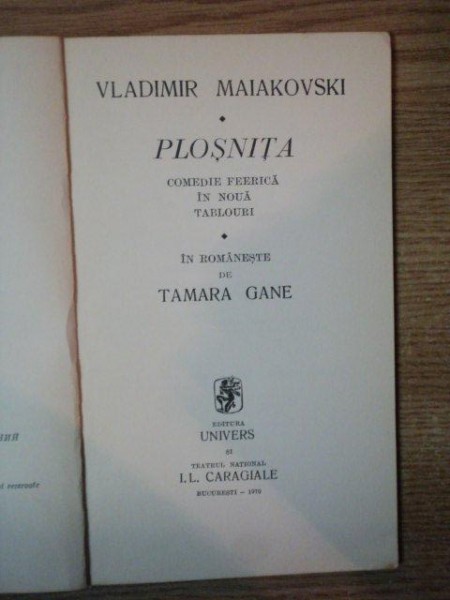 VLADIMIR MAIAKOVSKI
PLOȘNIȚA
COMEDIE FEERICĂ
ÎN NOUĂ
TABLOURI
ÎN ROMÂNEȘTE
DE
TAMARA GANE
EDITURA
UNIVERS
ȘI
TEATRUL NAȚIONAL
I.L. CARAGIALE
BUCUREȘTI –